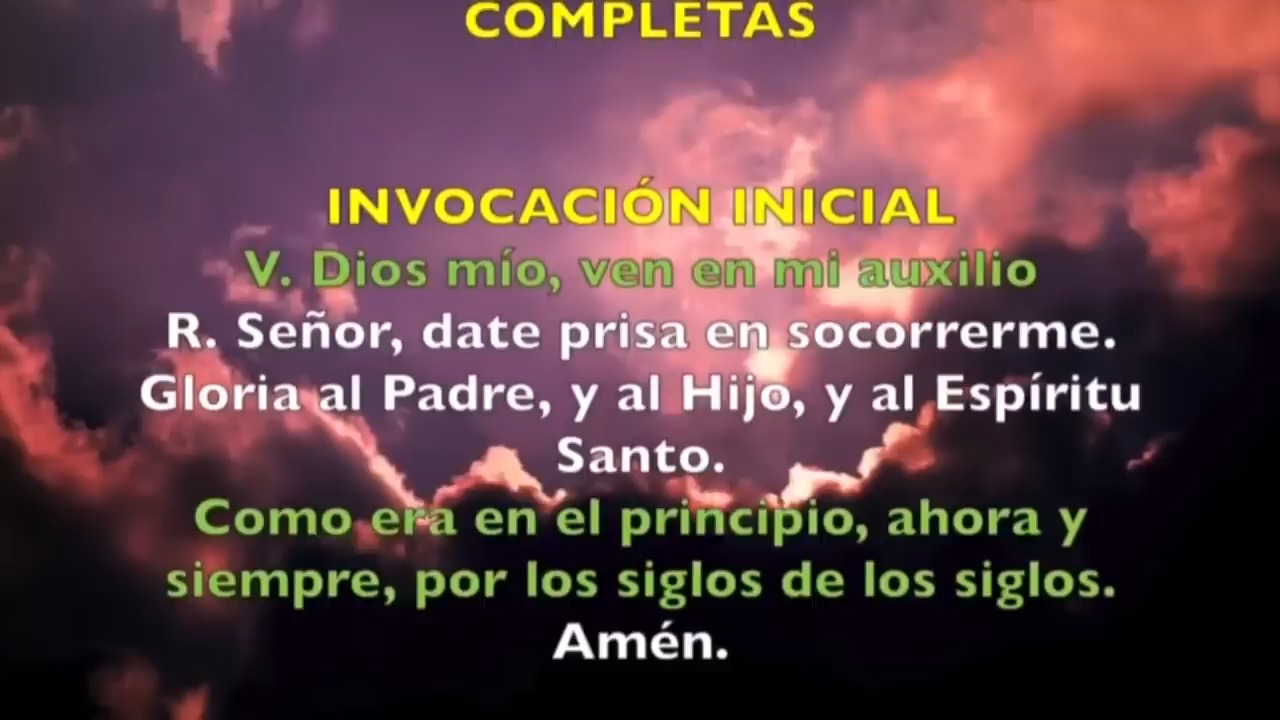 COMPLETAS
INVOCACIÓN INICIAL
V. Dios mío, ven en mi auxilio
R. Señor, date prisa en socorrerme.
Gloria al Padre, y al Hijo, y al Espíritu
Santo.
Como era en el principio, ahora y
siempre, por los siglos de los siglos.
Amén.